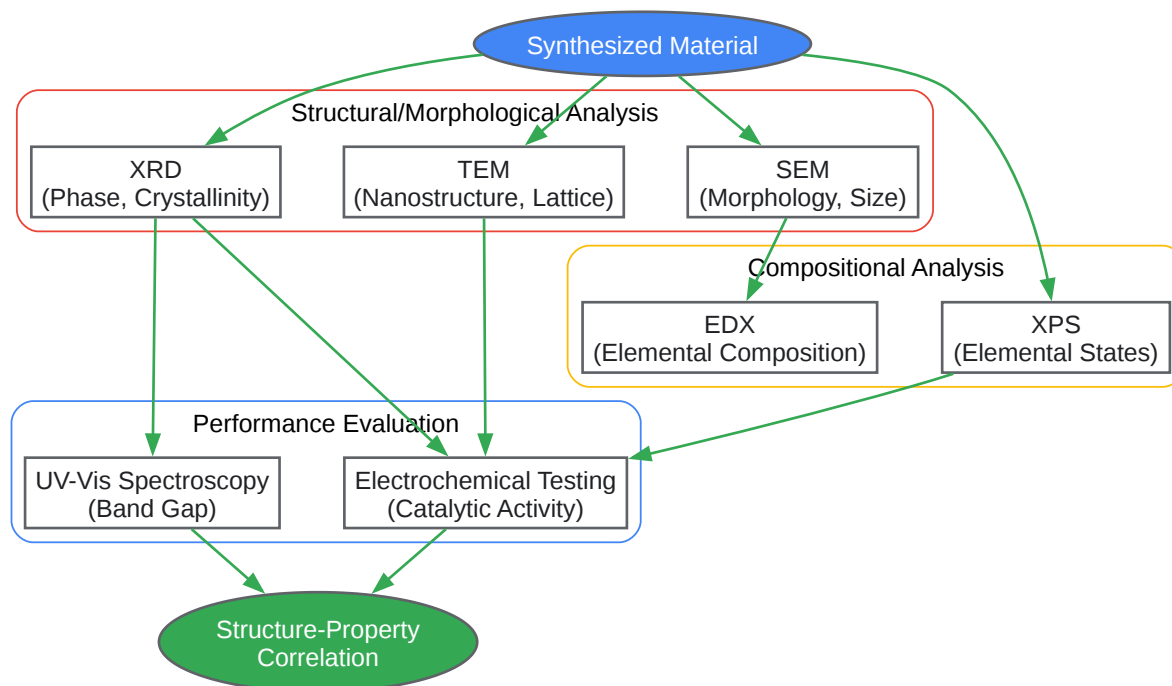 Synthesized Material
Structural/Morphological Analysis
XRD
(Phase, Crystallinity)
TEM
(Nanostructure, Lattice)
SEM
(Morphology, Size)
Compositional Analysis
EDX
(Elemental Composition)
XPS
(Elemental States)
Performance Evaluation
UV-Vis Spectroscopy
(Band Gap)
Electrochemical Testing
(Catalytic Activity)
Structure-Property
Correlation